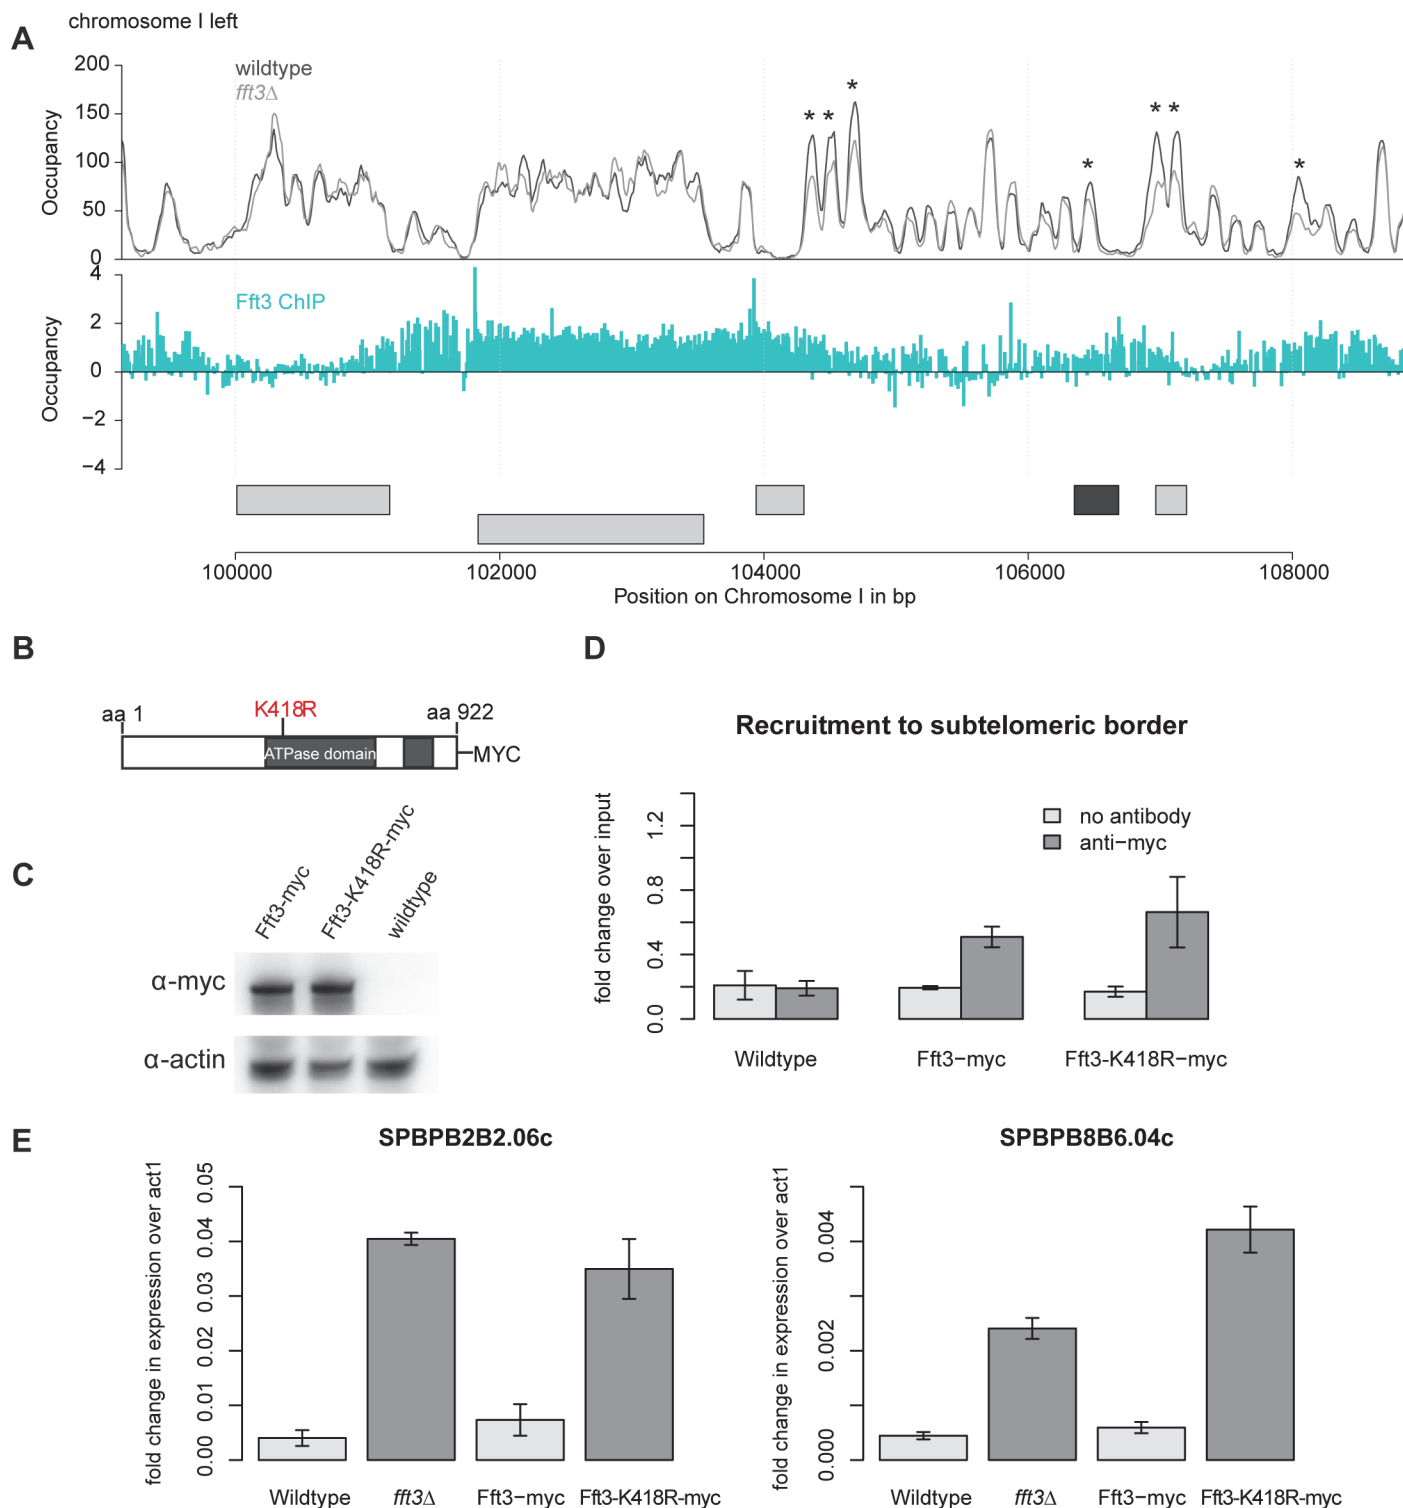 chromosome I left
A
wildtype
fft3Δ
Occupancy
200
150
100
50
0
* * * * * * *
Fft3 ChIP
Occupancy
4
2
0
−2
−4
100000 102000 104000 106000 108000
Position on Chromosome I in bp
B
aa 1 K418R aa 922
ATPase domain
MYC
C
Fft3-myc
Fft3-K418R-myc
wildtype
α-myc
α-actin
D
Recruitment to subtelomeric border
fold change over input
0.0 0.4 0.8 1.2
no antibody
anti−myc
Wildtype Fft3−myc Fft3-K418R−myc
E
SPBPB2B2.06c
fold change in expression over act1
0.00 0.01 0.02 0.03 0.04 0.05
Wildtype fft3Δ Fft3−myc Fft3-K418R-myc
SPBPB8B6.04c
fold change in expression over act1
0.000 0.002 0.004
Wildtype fft3Δ Fft3−myc Fft3-K418R-myc